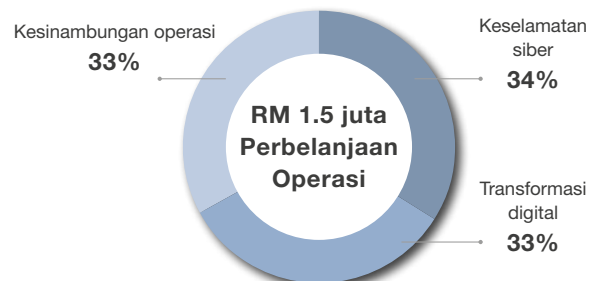 Kesinambungan operasi
33%
Keselamatan
siber
34%
RM 1.5 juta
Perbelanjaan
Operasi
Transformasi
digital
33%